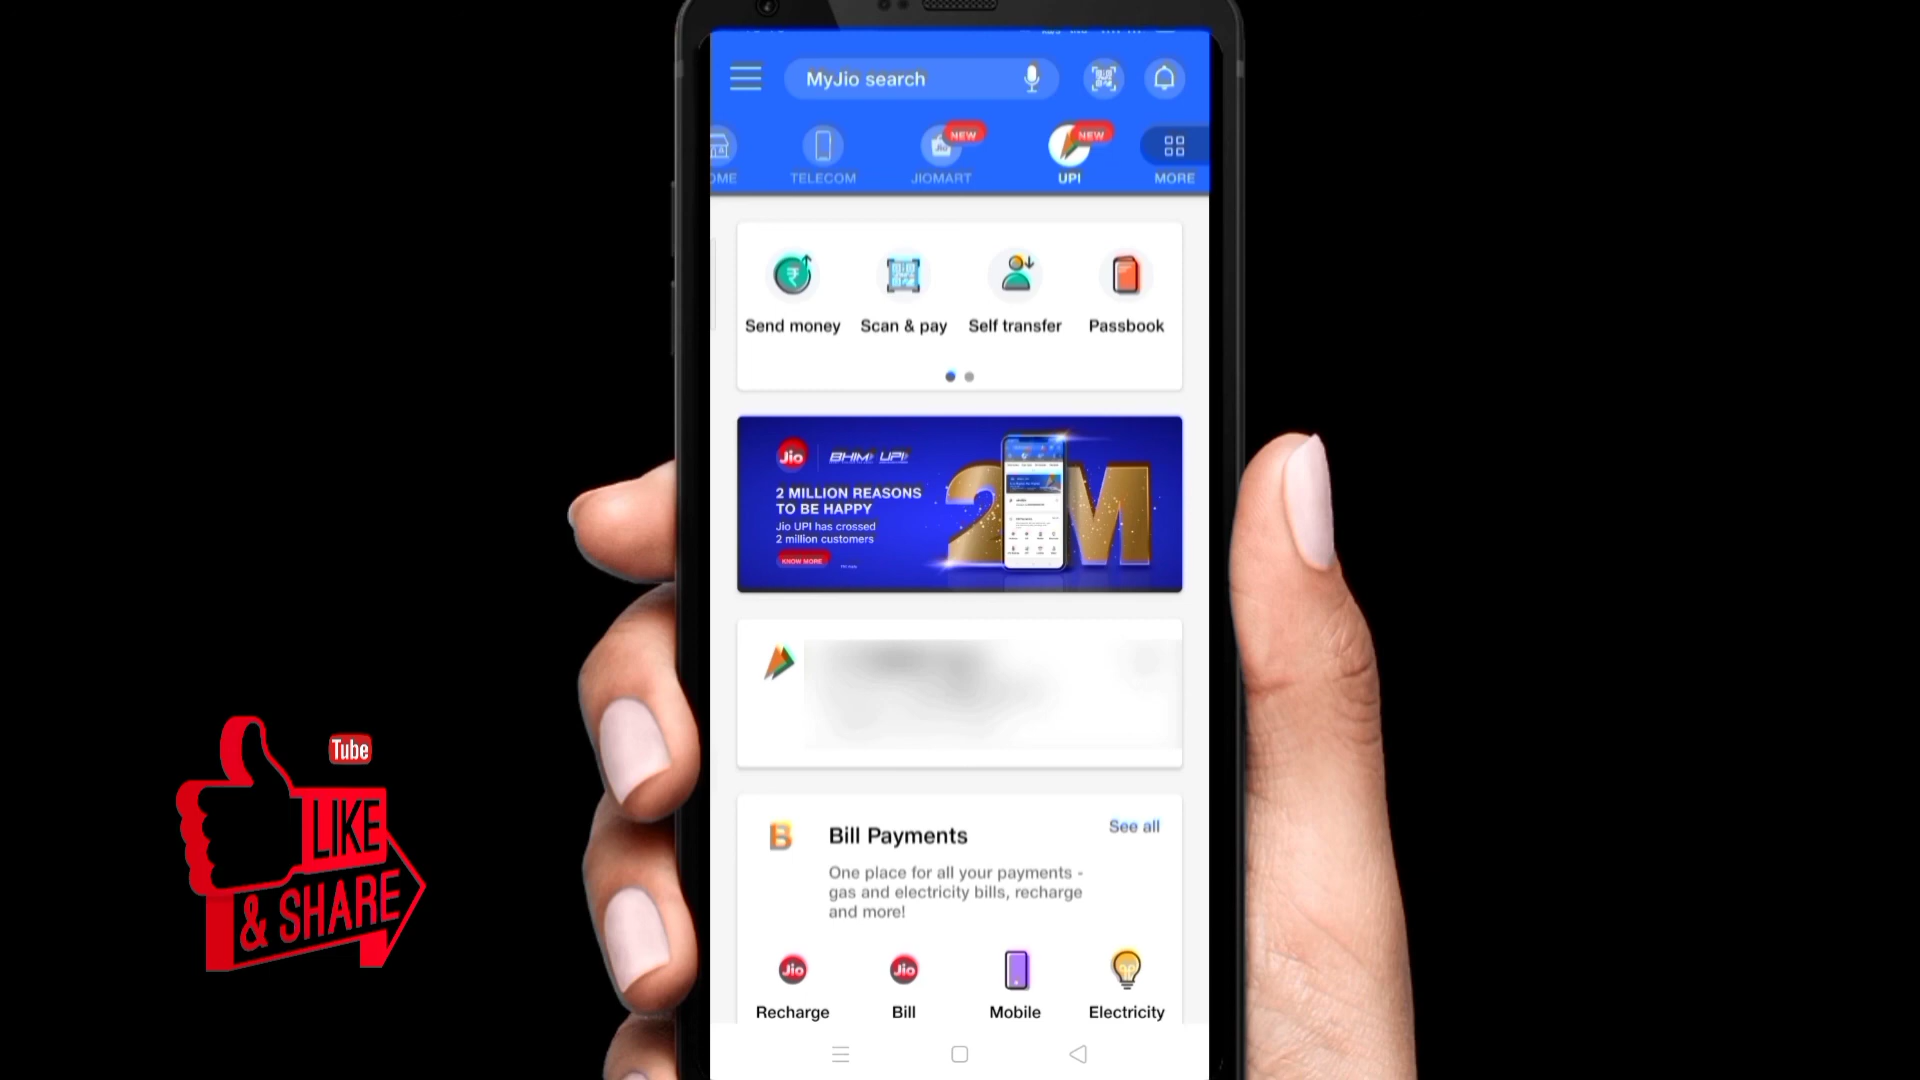 MyJio search
NEW
NEW
OME
TELECOM
JIOMART
UPI
MORE
Send money
Scan & pay
Self transfer
Passbook
Jio
BHIM UPI
2 MILLION REASONS
TO BE HAPPY
Jio UPI has crossed
2 million customers
KNOW MORE
2M
Bill Payments
See all
One place for all your payments -
gas and electricity bills, recharge
and more!
Jio
Jio
Recharge
Bill
Mobile
Electricity
Tube
LIKE
& SHARE